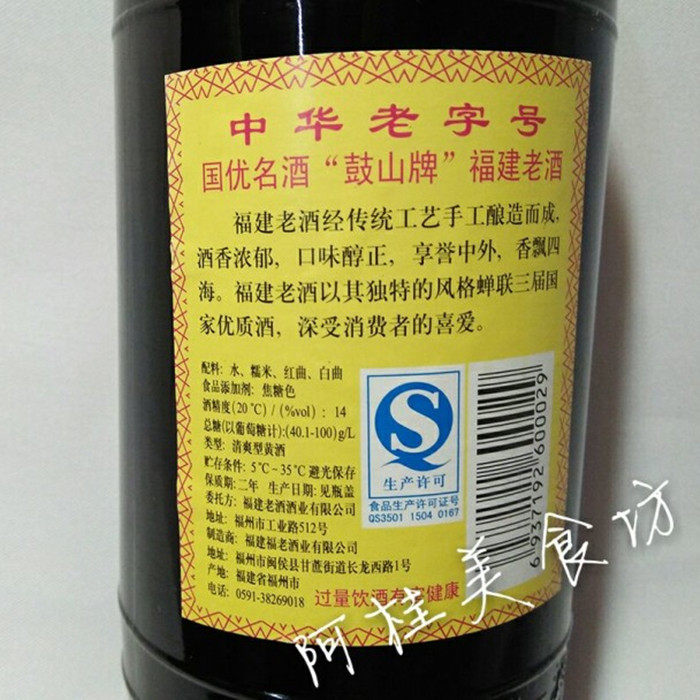 中华老字号
国优名酒“鼓山牌”福建老酒
福建老酒经传统工艺手工酿造而成,
酒香浓郁, 口味醇正, 享誉中外, 香飘四
海。福建老酒以其独特的风格蝉联三届国
家优质酒, 深受消费者的喜爱。
配料: 水、糯米、红曲、白曲
食品添加剂: 焦糖色
酒精度(20℃)/(%vol): 14
总糖(以葡萄糖计):(40.1-100)g/L
类型: 清爽型黄酒
贮存条件: 5℃~35℃ 避光保存
保质期: 二年 生产日期: 见瓶盖
委托方: 福建老酒酒业有限公司
地址: 福州市工业路512号
制造商: 福建福老酒业有限公司
地址: 福州市闽侯县甘蔗街道长龙西路1号
产地: 福建省福州市
电话: 0591-38269018
过量饮酒有害健康
QS
生产许可
食品生产许可证号
QS3501 1504 0167
6937192600029
阿桂美食坊